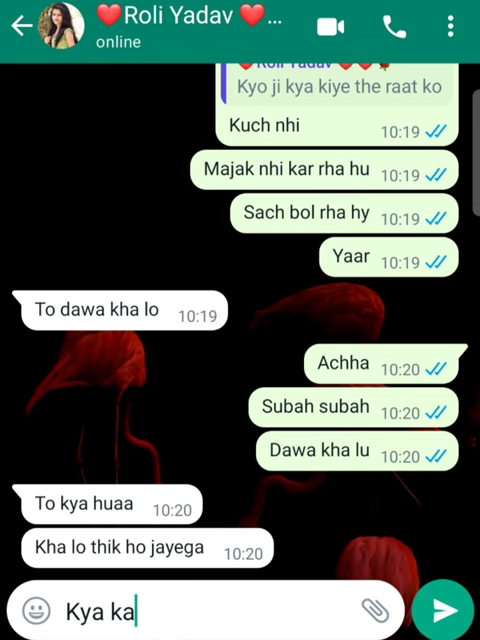 ❤️Roli Yadav ❤️...
online
❤️Roli Yadav ❤️❤️🌹
Kyo ji kya kiye the raat ko
Kuch nhi 10:19
Majak nhi kar rha hu 10:19
Sach bol rha hy 10:19
Yaar 10:19
To dawa kha lo 10:19
Achha 10:20
Subah subah 10:20
Dawa kha lu 10:20
To kya huaa 10:20
Kha lo thik ho jayega 10:20
Kya ka